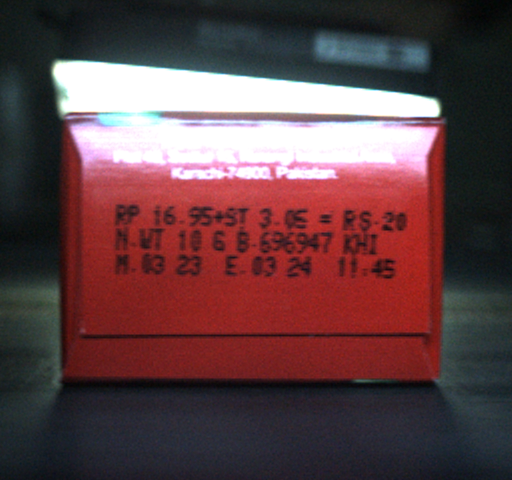 Karachi-74900, Pakistan.
RP 16.95+ST 3.05 = RS.20
N.WT 10 G B.696947 KHI
M.03 23 E.03 24 11:45